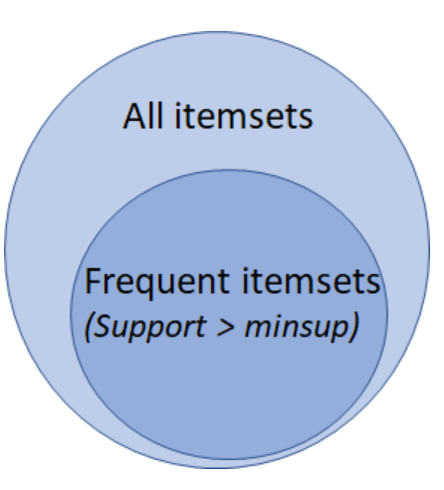 All itemsets
Frequent itemsets
(Support > minsup)